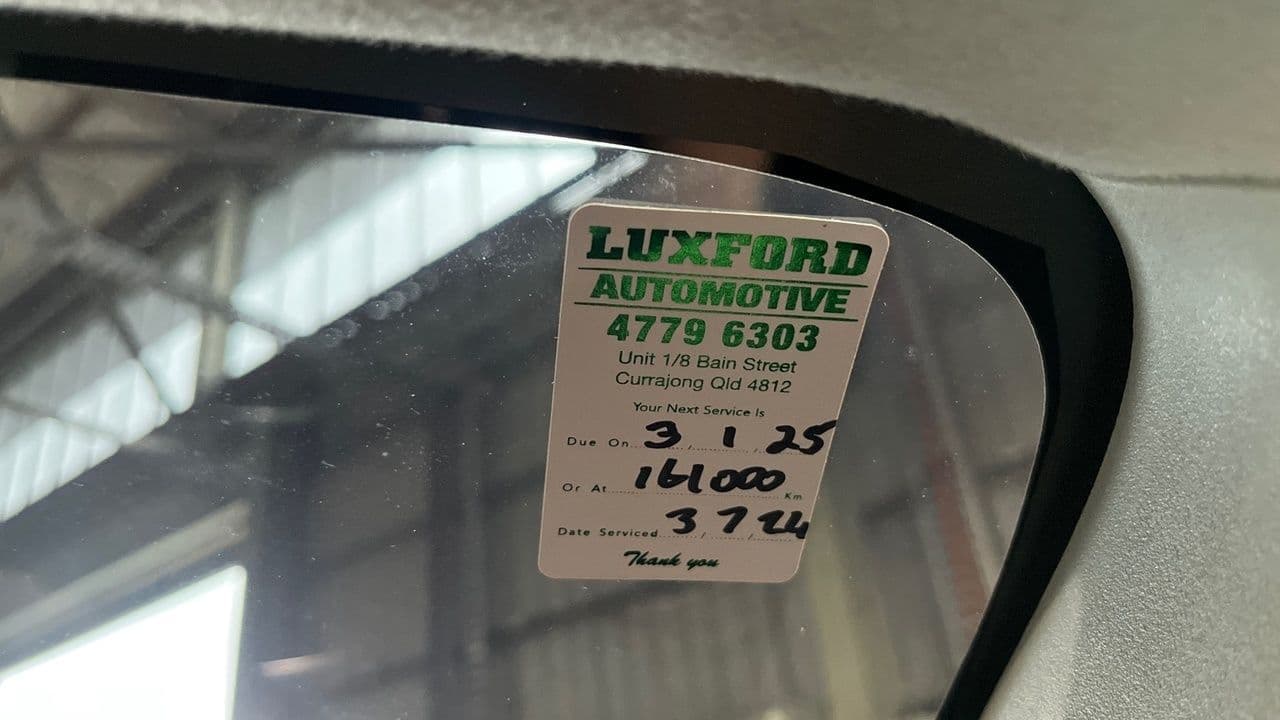 LUXFORD
AUTOMOTIVE
4779 6303
Unit 1/8 Bain Street
Currajong Qld 4812
Your Next Service Is
Due On 3 / 1 / 25
Or At 161000 Km
Date Serviced 3 / 7 / 24
Thank you